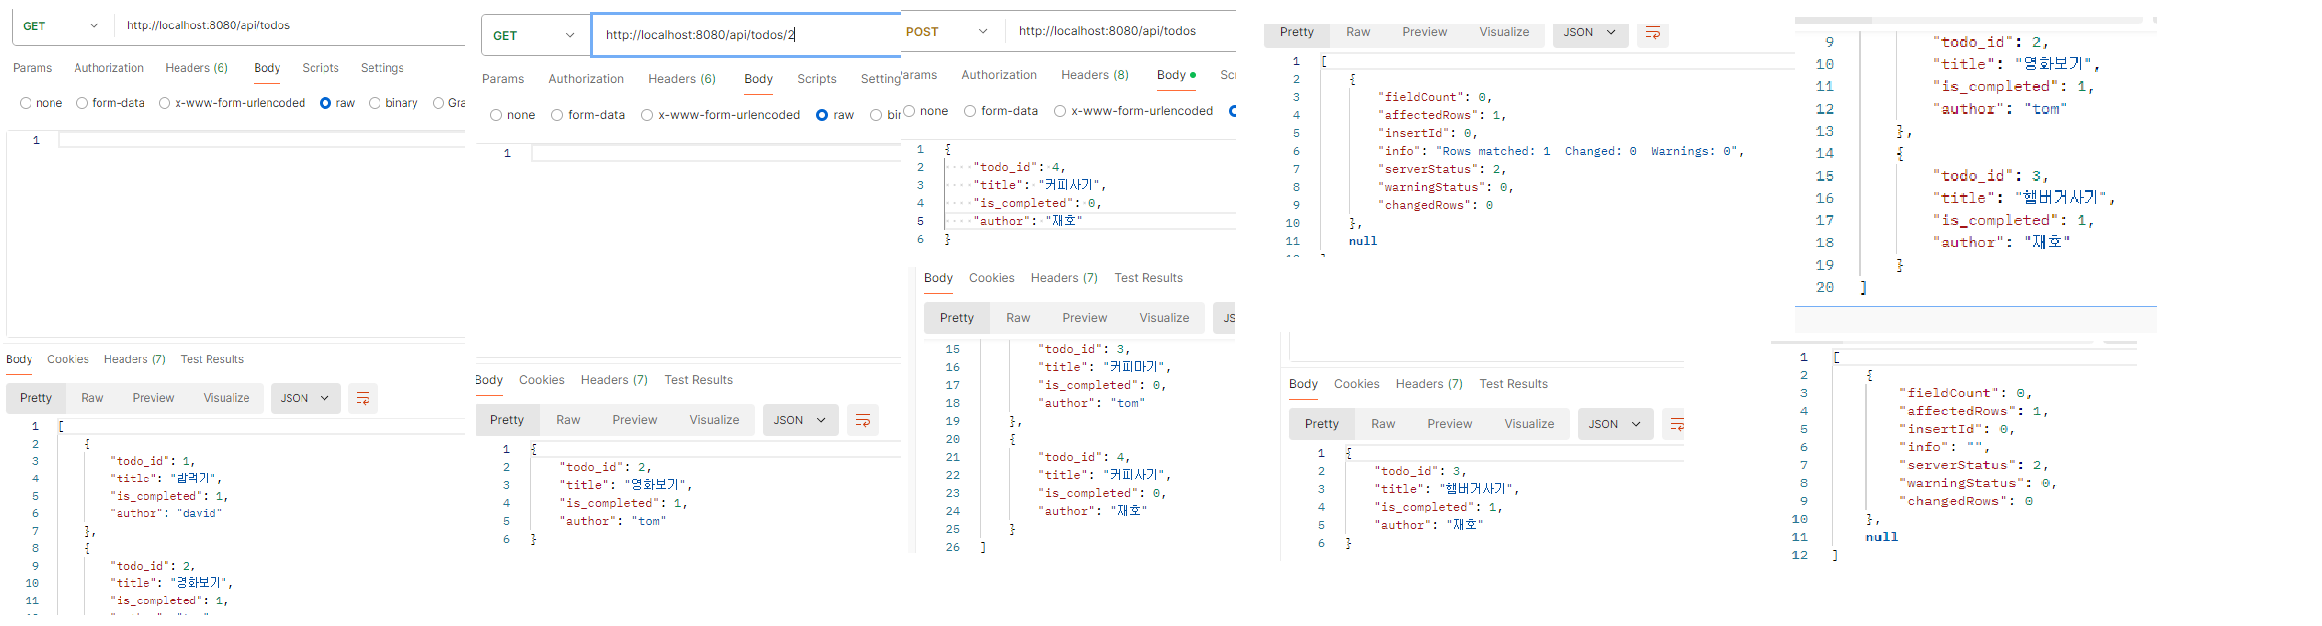 GET http://localhost:8080/api/todos
Params Authorization Headers (6) Body Scripts Settings
none form-data x-www-form-urlencoded raw binary Gra
1
Body Cookies Headers (7) Test Results
Pretty Raw Preview Visualize JSON
1 [
2 {
3 "todo_id": 1,
4 "title": "밥먹기",
5 "is_completed": 1,
6 "author": "david"
7 },
8 {
9 "todo_id": 2,
10 "title": "영화보기",
11 "is_completed": 1,
GET http://localhost:8080/api/todos/2
Params Authorization Headers (6) Body Scripts Setting
none form-data x-www-form-urlencoded raw bin
1
Body Cookies Headers (7) Test Results
Pretty Raw Preview Visualize JSON
1 {
2 "todo_id": 2,
3 "title": "영화보기",
4 "is_completed": 1,
5 "author": "tom"
6 }
POST http://localhost:8080/api/todos
arams Authorization Headers (8) Body Sc
none form-data x-www-form-urlencoded
1 {
2 "todo_id": 4,
3 "title": "커피사기",
4 "is_completed": 0,
5 "author": "재호"
6 }
Body Cookies Headers (7) Test Results
Pretty Raw Preview Visualize JS
15 "todo_id": 3,
16 "title": "커피마기",
17 "is_completed": 0,
18 "author": "tom"
19 },
20 {
21 "todo_id": 4,
22 "title": "커피사기",
23 "is_completed": 0,
24 "author": "재호"
25 }
26 ]
Pretty Raw Preview Visualize JSON
1 [
2 {
3 "fieldCount": 0,
4 "affectedRows": 1,
5 "insertId": 0,
6 "info": "Rows matched: 1  Changed: 0  Warnings: 0",
7 "serverStatus": 2,
8 "warningStatus": 0,
9 "changedRows": 0
10 },
11 null
Body Cookies Headers (7) Test Results
Pretty Raw Preview Visualize JSON
1 {
2 "todo_id": 3,
3 "title": "햄버거사기",
4 "is_completed": 1,
5 "author": "재호"
6 }
9 "todo_id": 2,
10 "title": "영화보기",
11 "is_completed": 1,
12 "author": "tom"
13 },
14 {
15 "todo_id": 3,
16 "title": "햄버거사기",
17 "is_completed": 1,
18 "author": "재호"
19 }
20 ]
1 [
2 {
3 "fieldCount": 0,
4 "affectedRows": 1,
5 "insertId": 0,
6 "info": "",
7 "serverStatus": 2,
8 "warningStatus": 0,
9 "changedRows": 0
10 },
11 null
12 ]